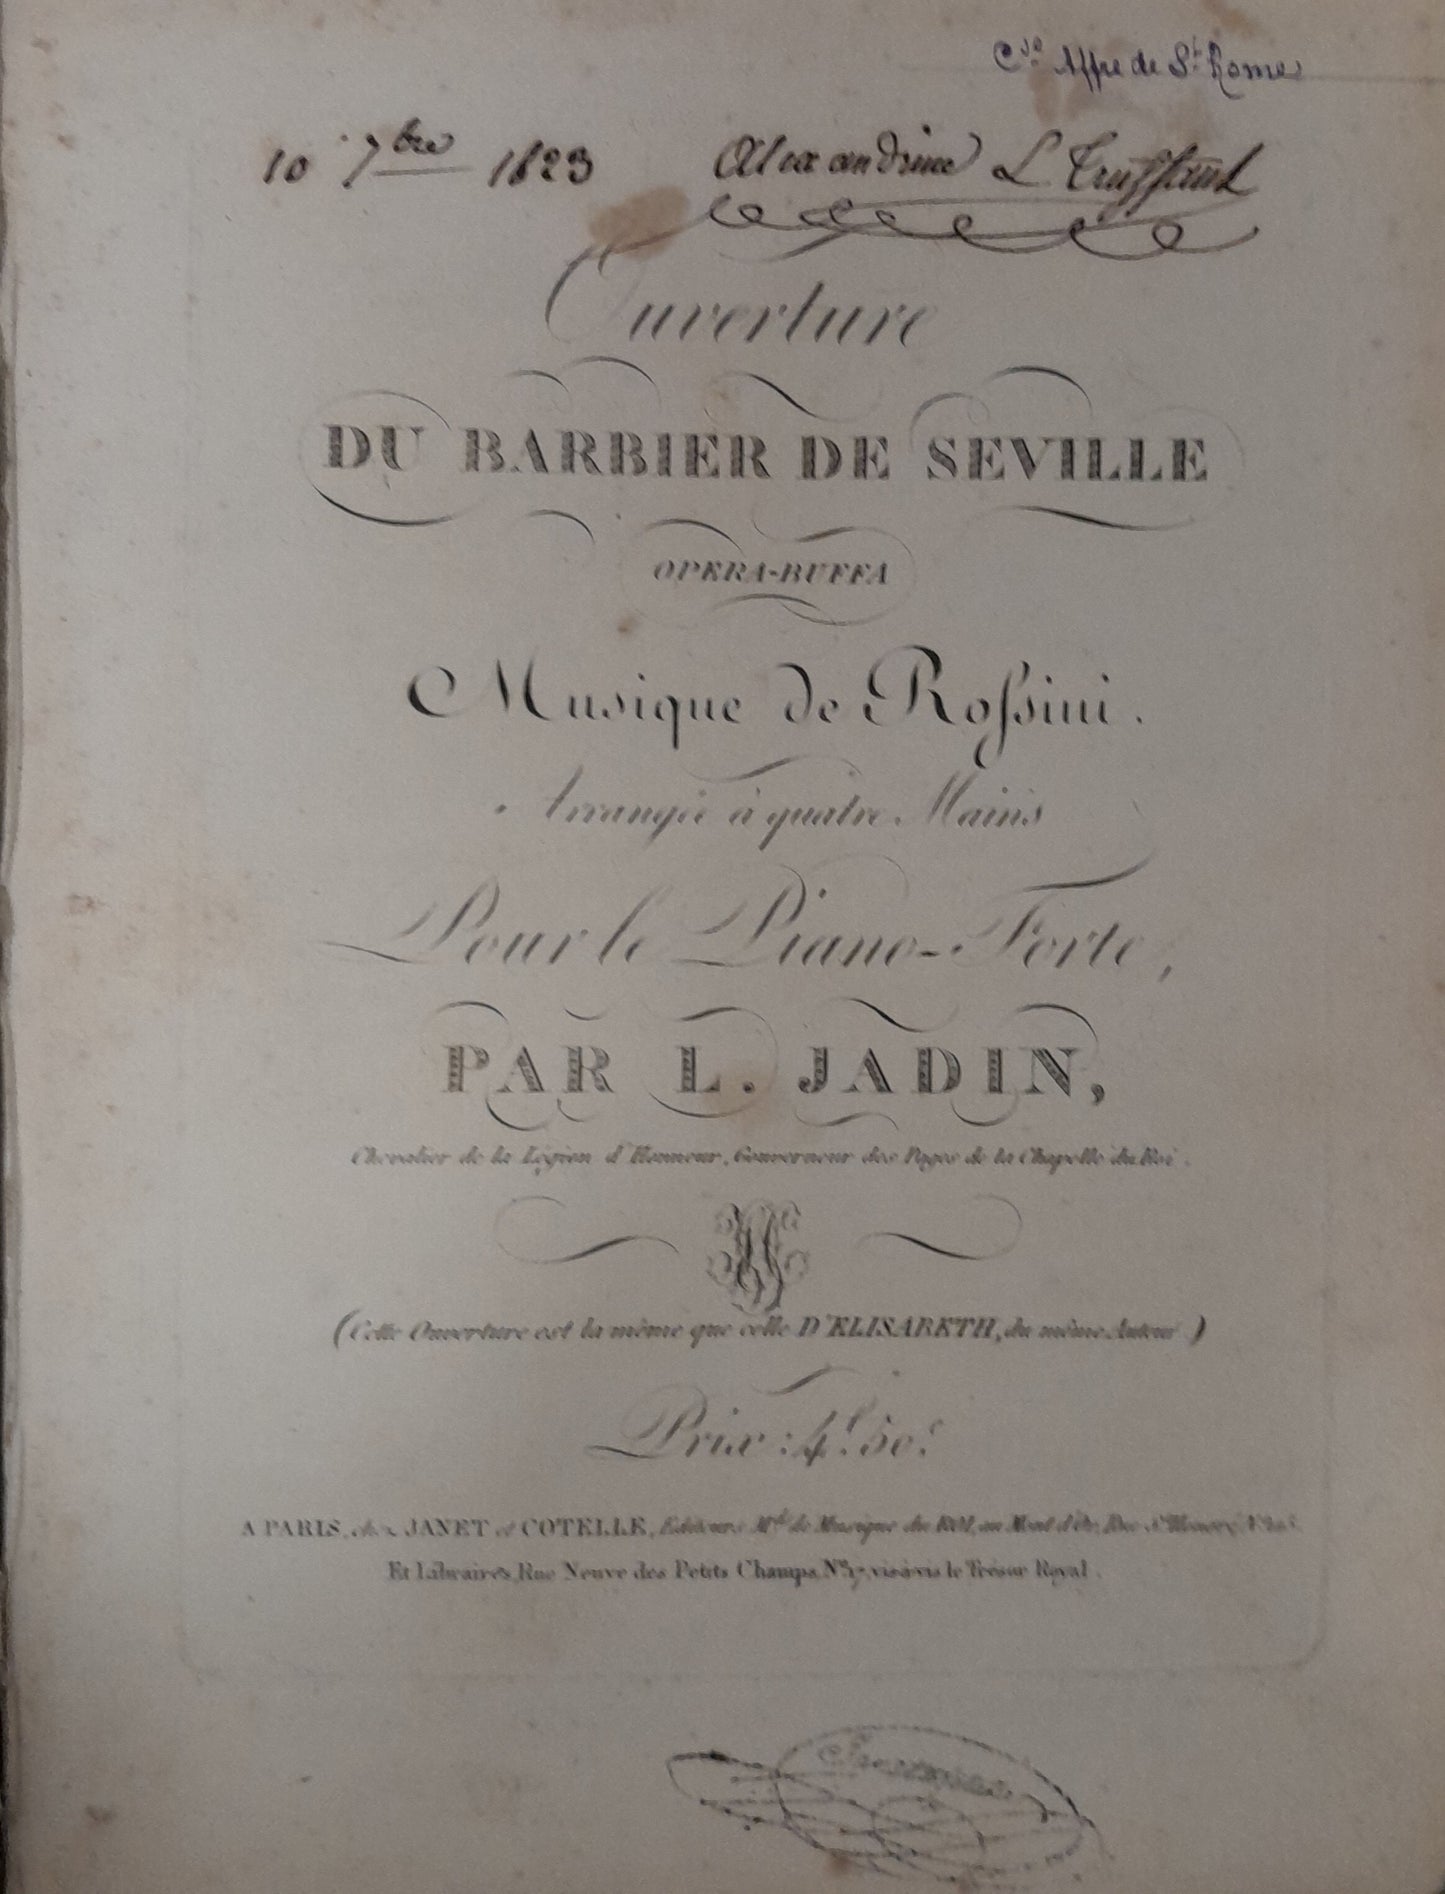 C.se Affre de St. Rome
10 7bre 1823 Alexandrine L Truffaut
Ouverture
DU BARBIER DE SEVILLE
OPERA-BUFFA
Musique de Roſsini.
Arrangée à quatre Mains
Pour le Piano-Forte,
PAR L. JADIN,
Chevalier de la Légion d'Honneur, Gouverneur des Pages de la Chapelle du Roi.
(Cette Ouverture est la même que celle D'ELISABETH, du même Auteur)
Prix : 4f. 50c.
A PARIS, chez JANET et COTELLE, Editeurs Mds de Musique du ROI, au Mont d'Or, Rue St Honoré, No
Et Libraires, Rue Neuve des Petits Champs, No vis-à-vis le Trésor Royal.